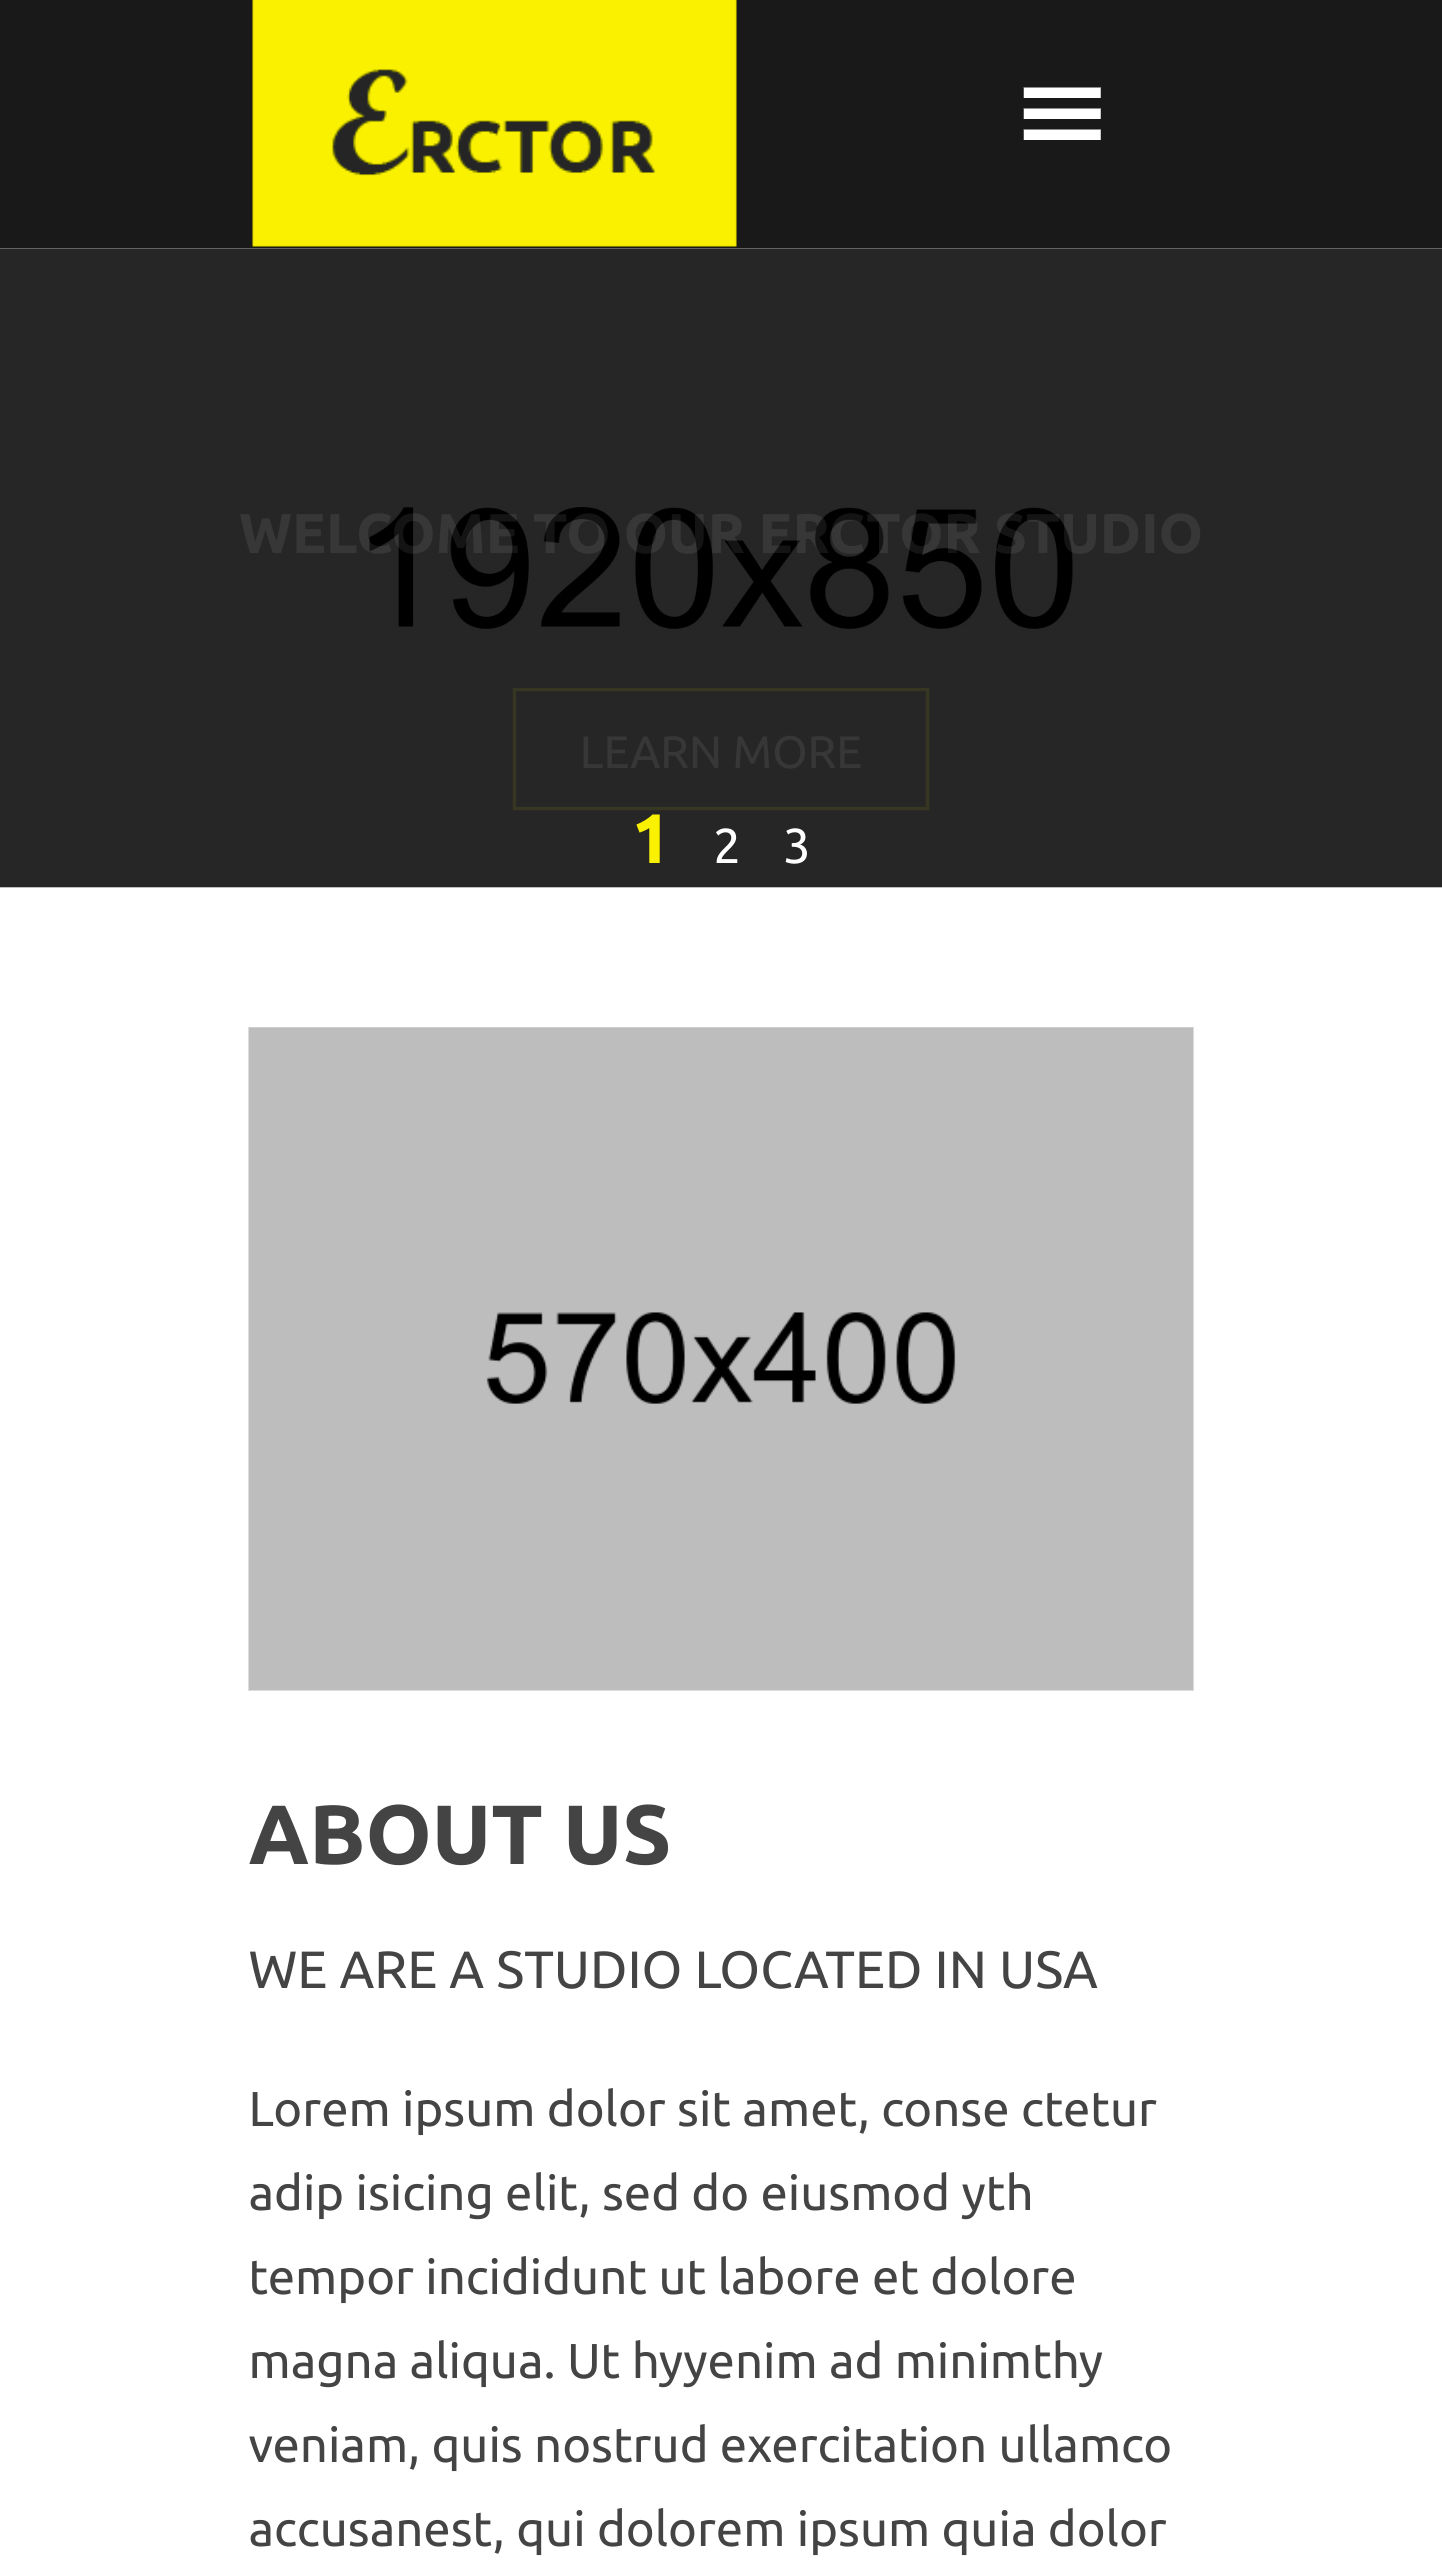 ERCTOR
WELCOME TO OUR ERCTOR STUDIO
1920x850
LEARN MORE
1 2 3
570x400
ABOUT US
WE ARE A STUDIO LOCATED IN USA
Lorem ipsum dolor sit amet, conse ctetur
adip isicing elit, sed do eiusmod yth
tempor incididunt ut labore et dolore
magna aliqua. Ut hyyenim ad minimthy
veniam, quis nostrud exercitation ullamco
accusanest, qui dolorem ipsum quia dolor